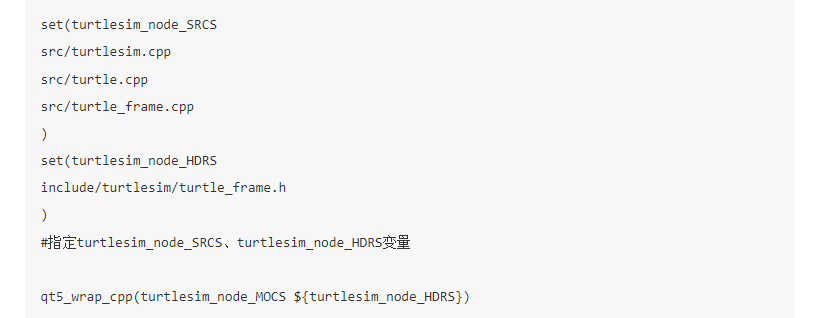 set(turtlesim_node_SRCS
src/turtlesim.cpp
src/turtle.cpp
src/turtle_frame.cpp
)
set(turtlesim_node_HDRS
include/turtlesim/turtle_frame.h
)
#指定turtlesim_node_SRCS、turtlesim_node_HDRS变量
qt5_wrap_cpp(turtlesim_node_MOCS ${turtlesim_node_HDRS})